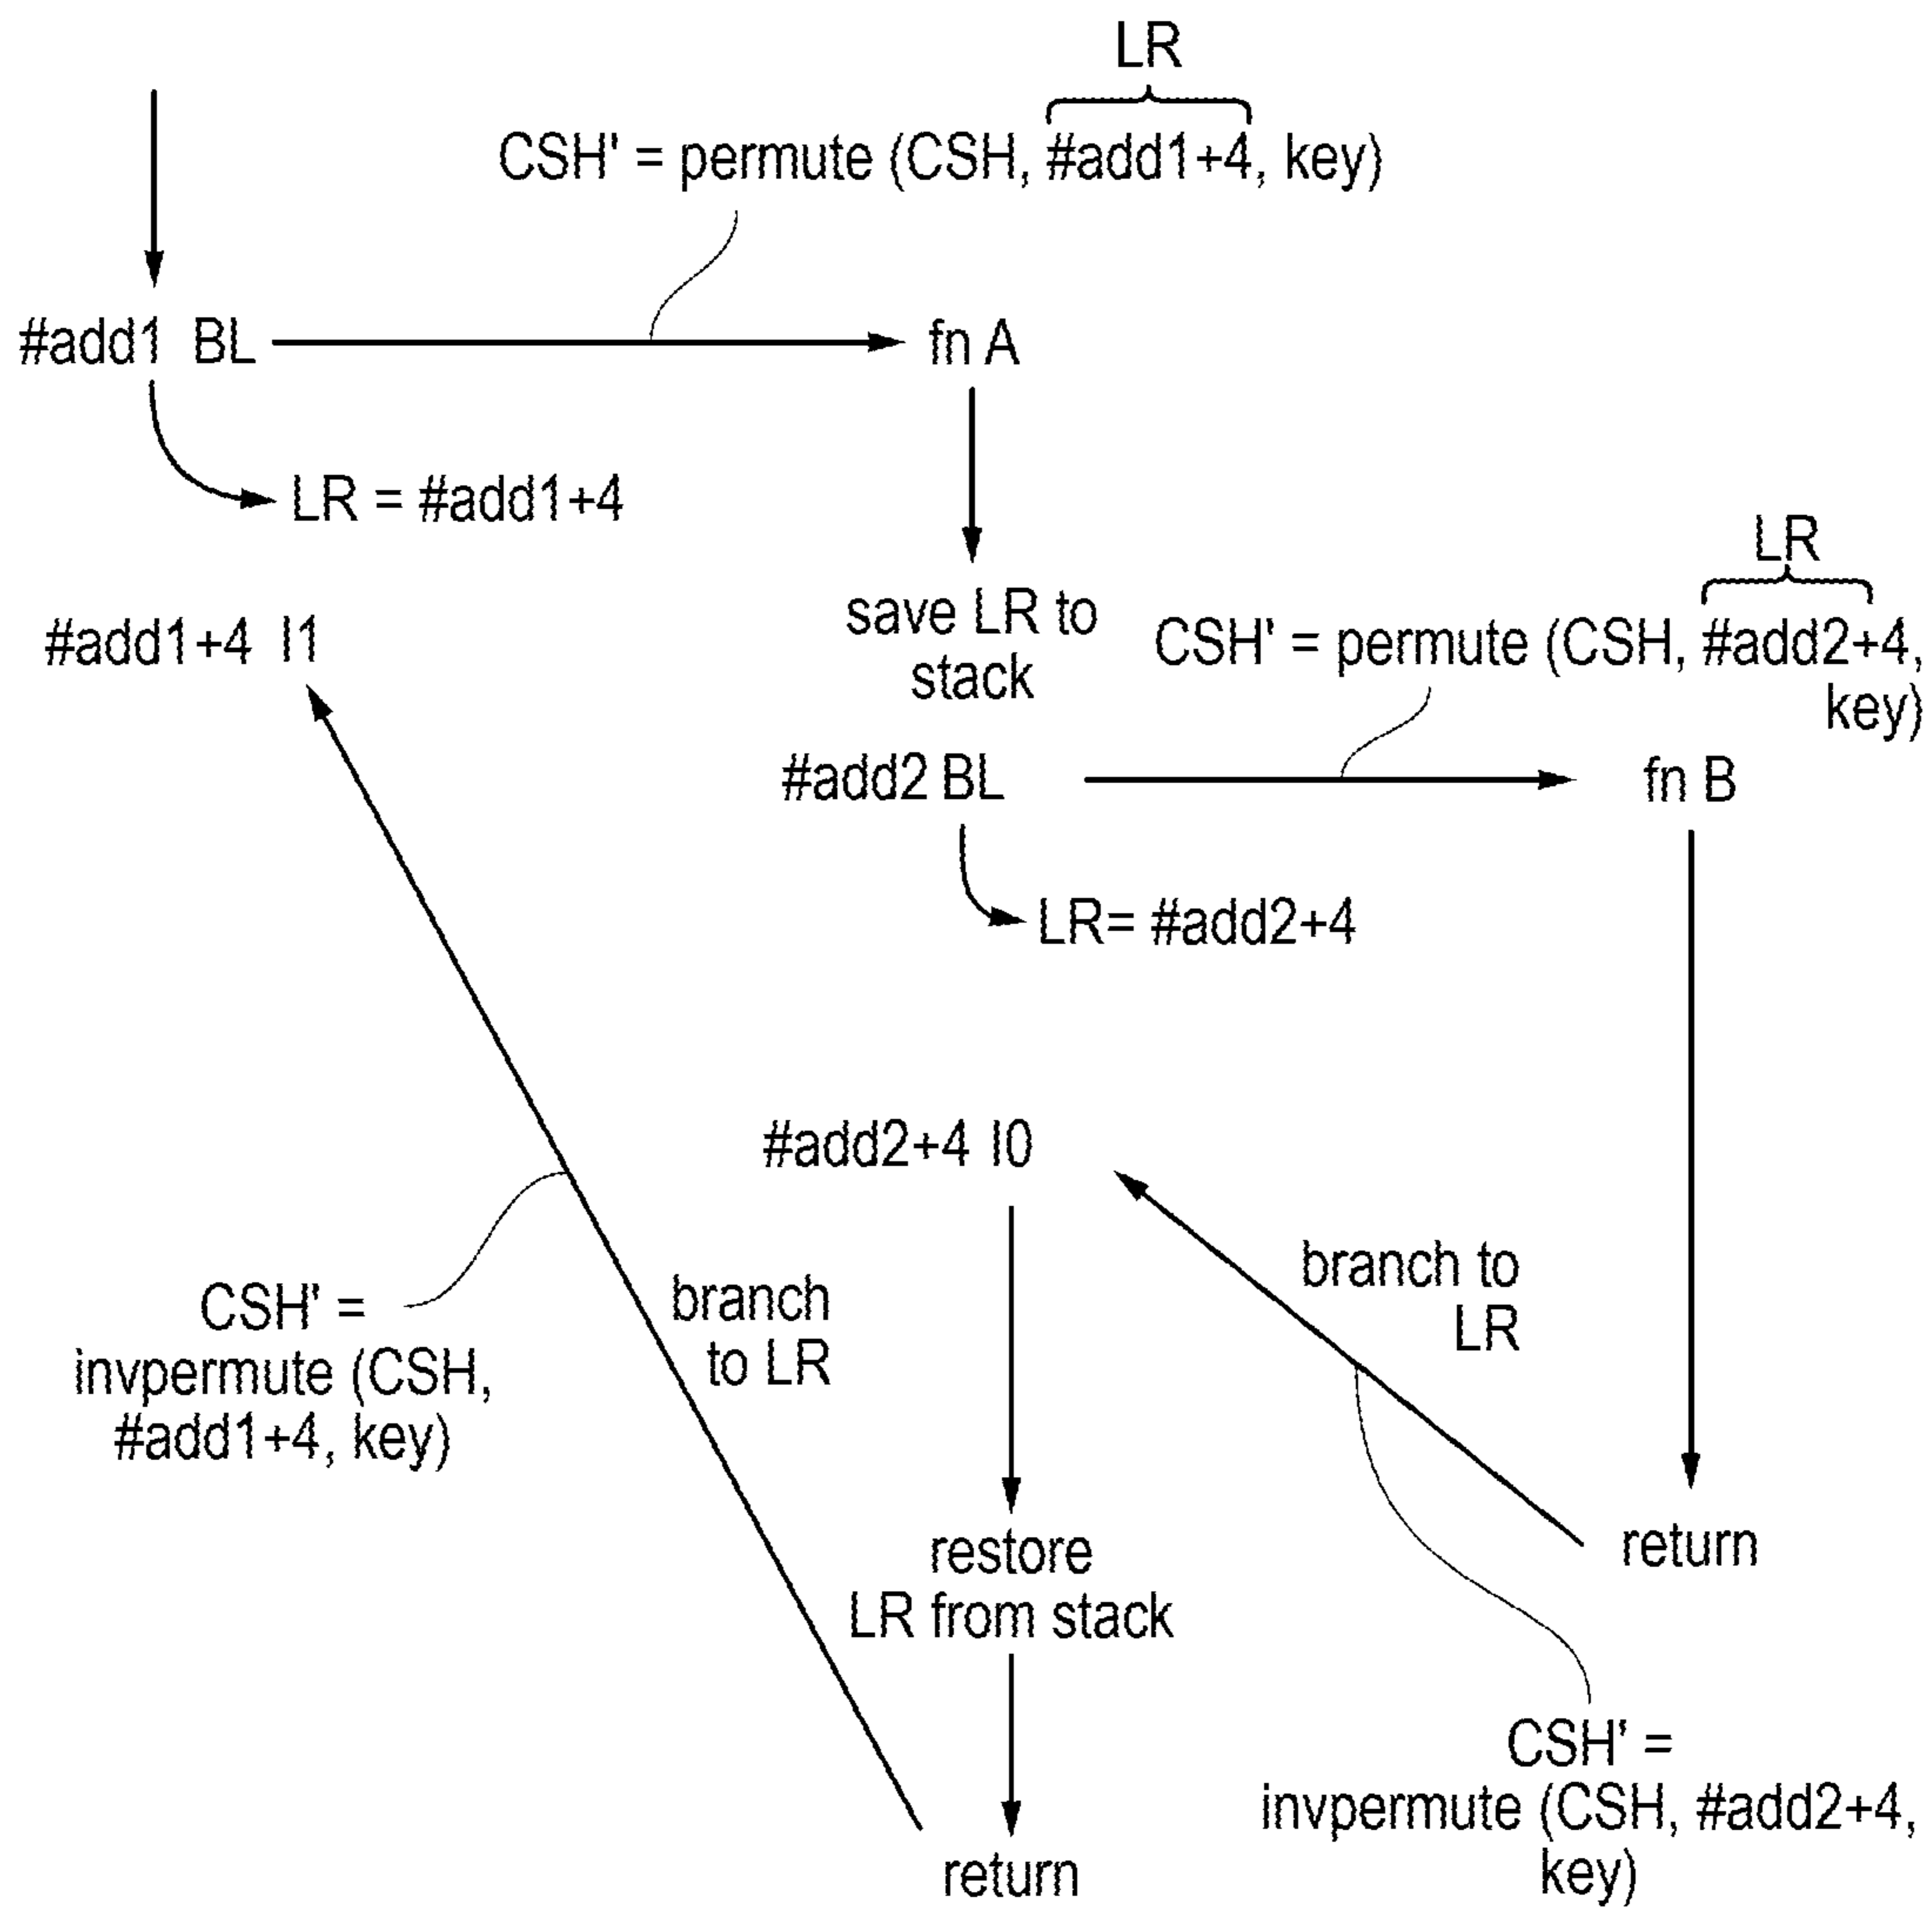 LR
CSH' = permute (CSH, #add1+4, key)
#add1 BL
fn A
LR = #add1+4
LR
#add1+4 I1
save LR to
stack
CSH' = permute (CSH, #add2+4,
key)
#add2 BL
fn B
LR= #add2+4
#add2+4 I0
branch to
LR
CSH' =
invpermute (CSH,
#add1+4, key)
branch
to LR
restore
LR from stack
return
CSH' =
invpermute (CSH, #add2+4,
key)
return